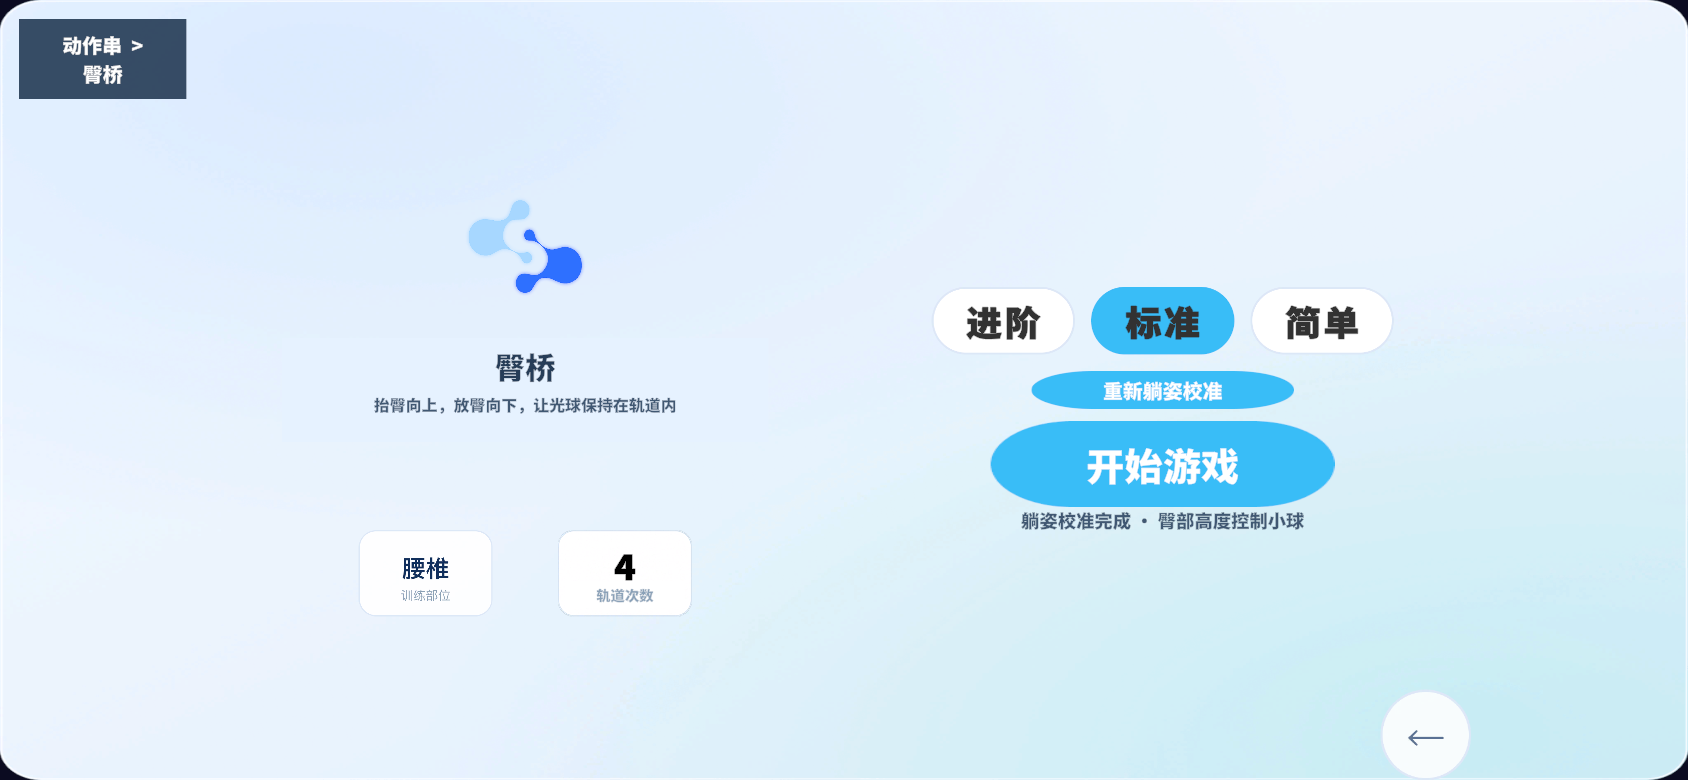 动作串 >
臀桥
臀桥
抬臀向上，放臀向下，让光球保持在轨道内
腰椎
训练部位
4
轨道次数
进阶
标准
简单
重新躺姿校准
开始游戏
躺姿校准完成 · 臀部高度控制小球